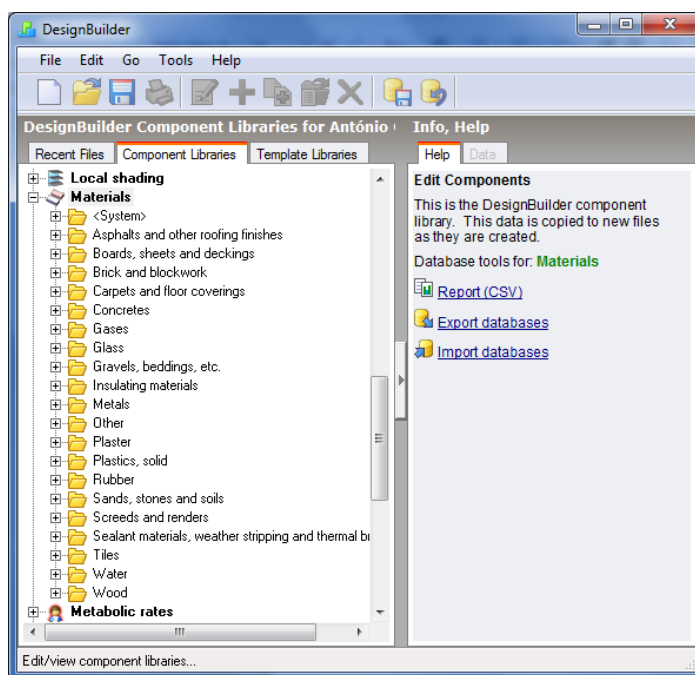 DesignBuilder
File Edit Go Tools Help
DesignBuilder Component Libraries for António
Recent Files Component Libraries Template Libraries
Local shading
Materials
<System>
Asphalts and other roofing finishes
Boards, sheets and deckings
Brick and blockwork
Carpets and floor coverings
Concretes
Gases
Glass
Gravels, beddings, etc.
Insulating materials
Metals
Other
Plaster
Plastics, solid
Rubber
Sands, stones and soils
Screeds and renders
Sealant materials, weather stripping and thermal
Tiles
Water
Wood
Metabolic rates
Info, Help
Help Data
Edit Components
This is the DesignBuilder component
library. This data is copied to new files
as they are created.
Database tools for: Materials
Report (CSV)
Export databases
Import databases
Edit/view component libraries...